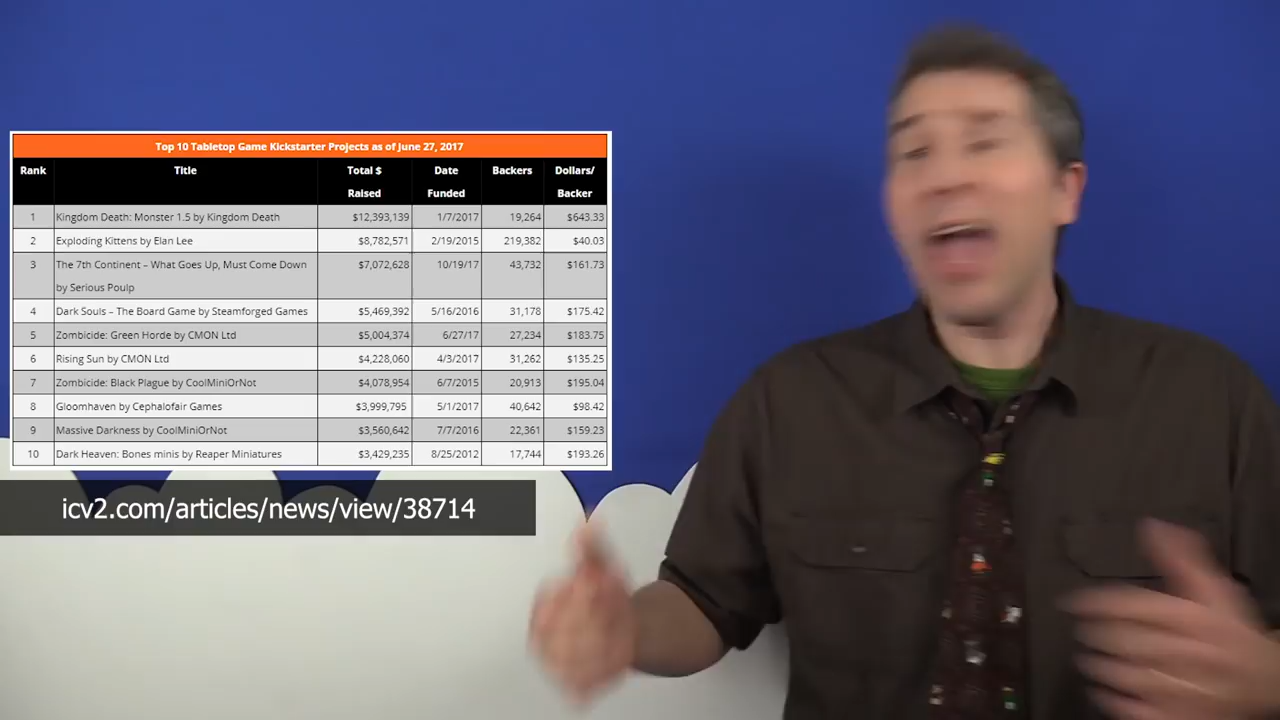 Top 10 Tabletop Game Kickstarter Projects as of June 27, 2017
Rank Title Total $ Raised Date Funded Backers Dollars/ Backer
1 Kingdom Death: Monster 1.5 by Kingdom Death $12,393,139 1/7/2017 19,264 $643.33
2 Exploding Kittens by Elan Lee $8,782,571 2/19/2015 219,382 $40.03
3 The 7th Continent – What Goes Up, Must Come Down by Serious Poulp $7,072,628 10/19/17 43,732 $161.73
4 Dark Souls – The Board Game by Steamforged Games $5,469,392 5/16/2016 31,178 $175.42
5 Zombicide: Green Horde by CMON Ltd $5,004,374 6/27/17 27,234 $183.75
6 Rising Sun by CMON Ltd $4,228,060 4/3/2017 31,262 $135.25
7 Zombicide: Black Plague by CoolMiniOrNot $4,078,954 6/7/2015 20,913 $195.04
8 Gloomhaven by Cephalofair Games $3,999,795 5/1/2017 40,642 $98.42
9 Massive Darkness by CoolMiniOrNot $3,560,642 7/7/2016 22,361 $159.23
10 Dark Heaven: Bones minis by Reaper Miniatures $3,429,235 8/25/2012 17,744 $193.26
icv2.com/articles/news/view/38714